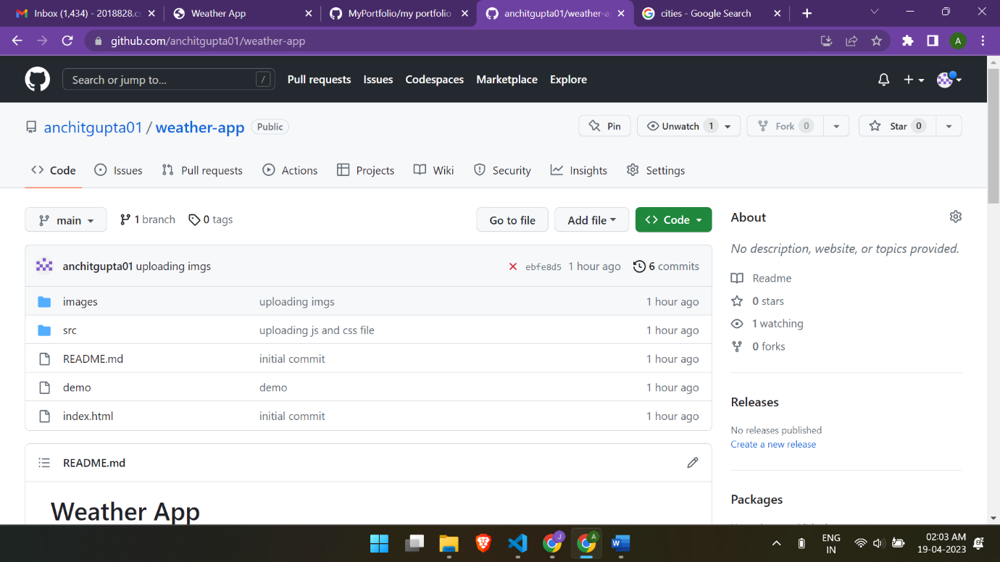 Inbox (1,434) - 2018828.cs
Weather App
MyPortfolio/my portfolio
anchitgupta01/weather-a
cities - Google Search
github.com/anchitgupta01/weather-app
A
Search or jump to...
/
Pull requests
Issues
Codespaces
Marketplace
Explore
anchitgupta01 / weather-app
Public
Pin
Unwatch 1
Fork 0
Star 0
Code
Issues
Pull requests
Actions
Projects
Wiki
Security
Insights
Settings
main
1 branch
0 tags
Go to file
Add file
Code
anchitgupta01 uploading imgs
ebfe8d5 1 hour ago
6 commits
images
uploading imgs
1 hour ago
src
uploading js and css file
1 hour ago
README.md
initial commit
1 hour ago
demo
demo
1 hour ago
index.html
initial commit
1 hour ago
README.md
Weather App
About
No description, website, or topics provided.
Readme
0 stars
1 watching
0 forks
Releases
No releases published
Create a new release
Packages
J
A
W
ENG
IN
02:03 AM
19-04-2023